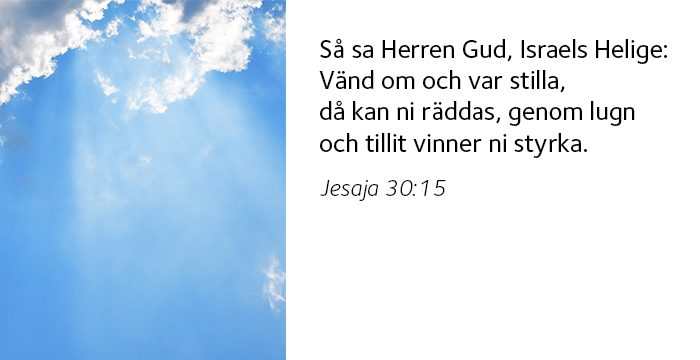 Så sa Herren Gud, Israels Helige:
Vänd om och var stilla,
då kan ni räddas, genom lugn
och tillit vinner ni styrka.
Jesaja 30:15